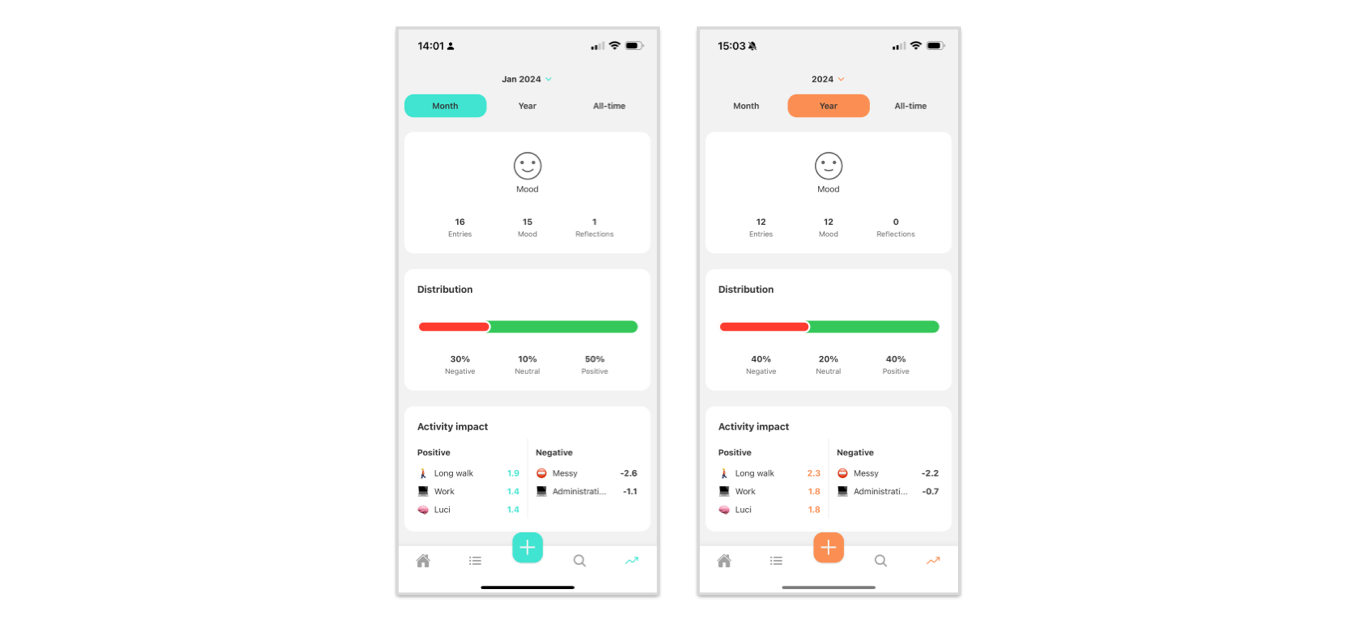 14:01
Jan 2024
Month Year All-time
Mood
16 15 1
Entries Mood Reflections
Distribution
30% 10% 50%
Negative Neutral Positive
Activity impact
Positive Negative
Long walk 1.9 Messy -2.6
Work 1.4 Administrati... -1.1
Luci 1.4
15:03
2024
Month Year All-time
Mood
12 12 0
Entries Mood Reflections
Distribution
40% 20% 40%
Negative Neutral Positive
Activity impact
Positive Negative
Long walk 2.3 Messy -2.2
Work 1.8 Administrati... -0.7
Luci 1.8